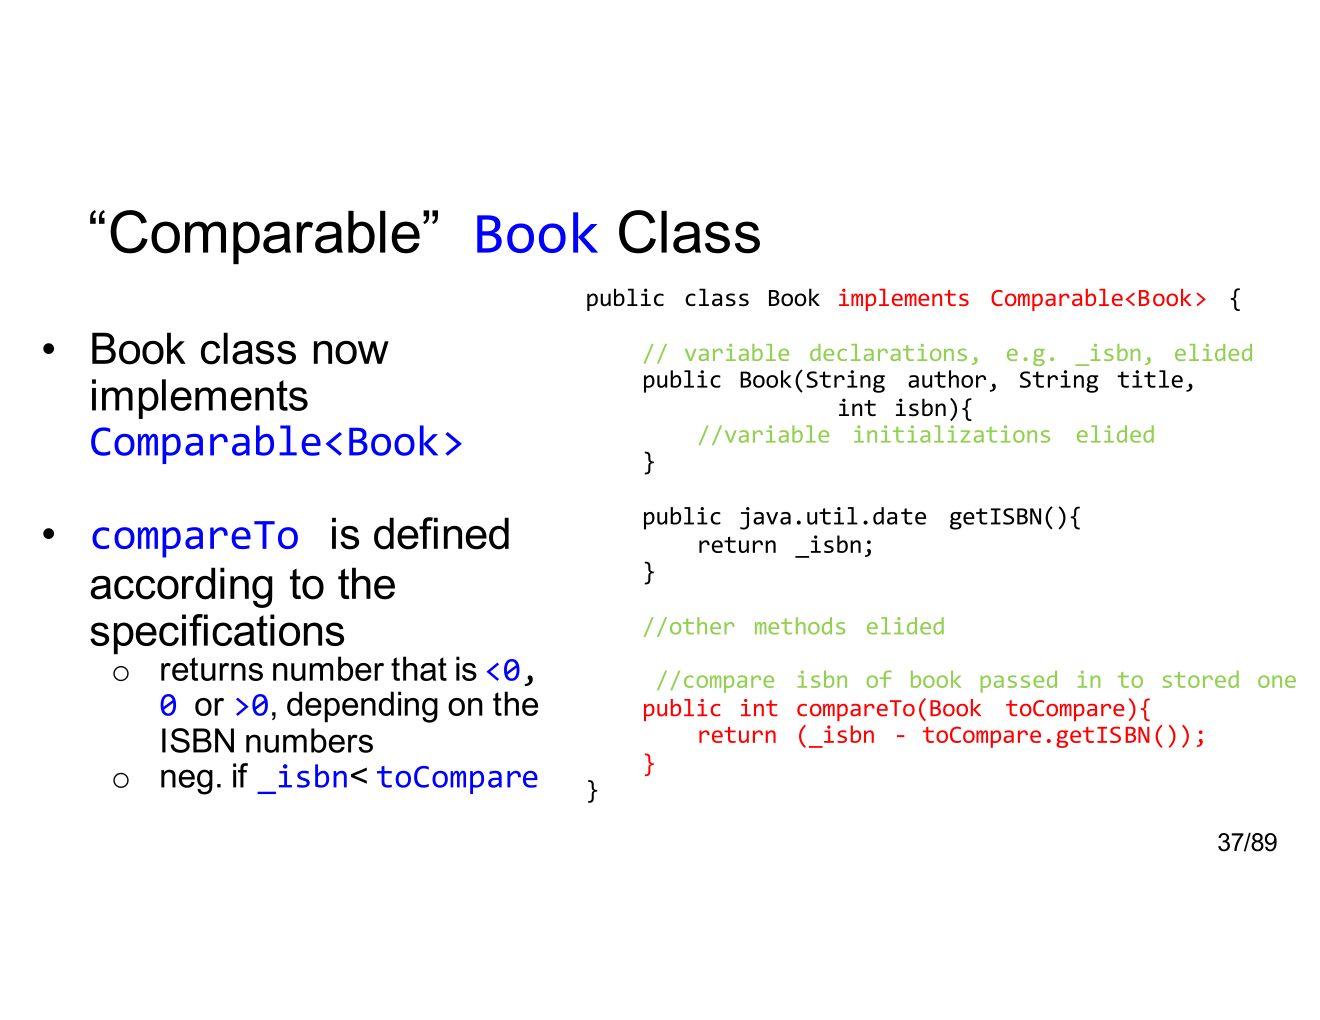 “Comparable” Book Class
• Book class now
implements
Comparable<Book>
• compareTo is defined
according to the
specifications
o returns number that is <0,
0 or >0, depending on the
ISBN numbers
o neg. if _isbn< toCompare
public class Book implements Comparable<Book> {
// variable declarations, e.g. _isbn, elided
public Book(String author, String title,
int isbn){
//variable initializations elided
}
public java.util.date getISBN(){
return _isbn;
}
//other methods elided
//compare isbn of book passed in to stored one
public int compareTo(Book toCompare){
return (_isbn - toCompare.getISBN());
}
}
37/89